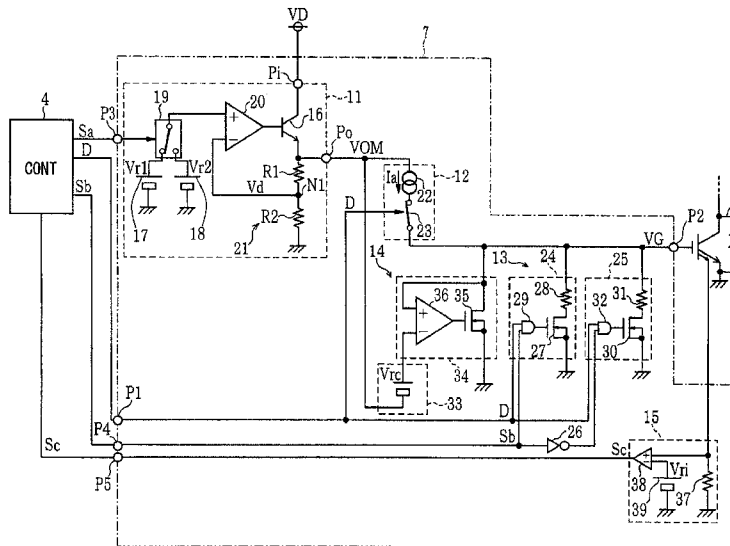 VD
7
4
19
Pi
20
16
11
P3
Sa
CONT
D
Sb
Vr1
Vr2
Vd
R1
N1
R2
Po
VOM
Ia
22
12
23
D
17
18
21
14
13
24
VG
P2
25
36
35
29
28
27
32
31
30
34
Vrc
33
P1
D
P4
Sb
26
Sc
P5
Sc
15
38
Vri
37
39